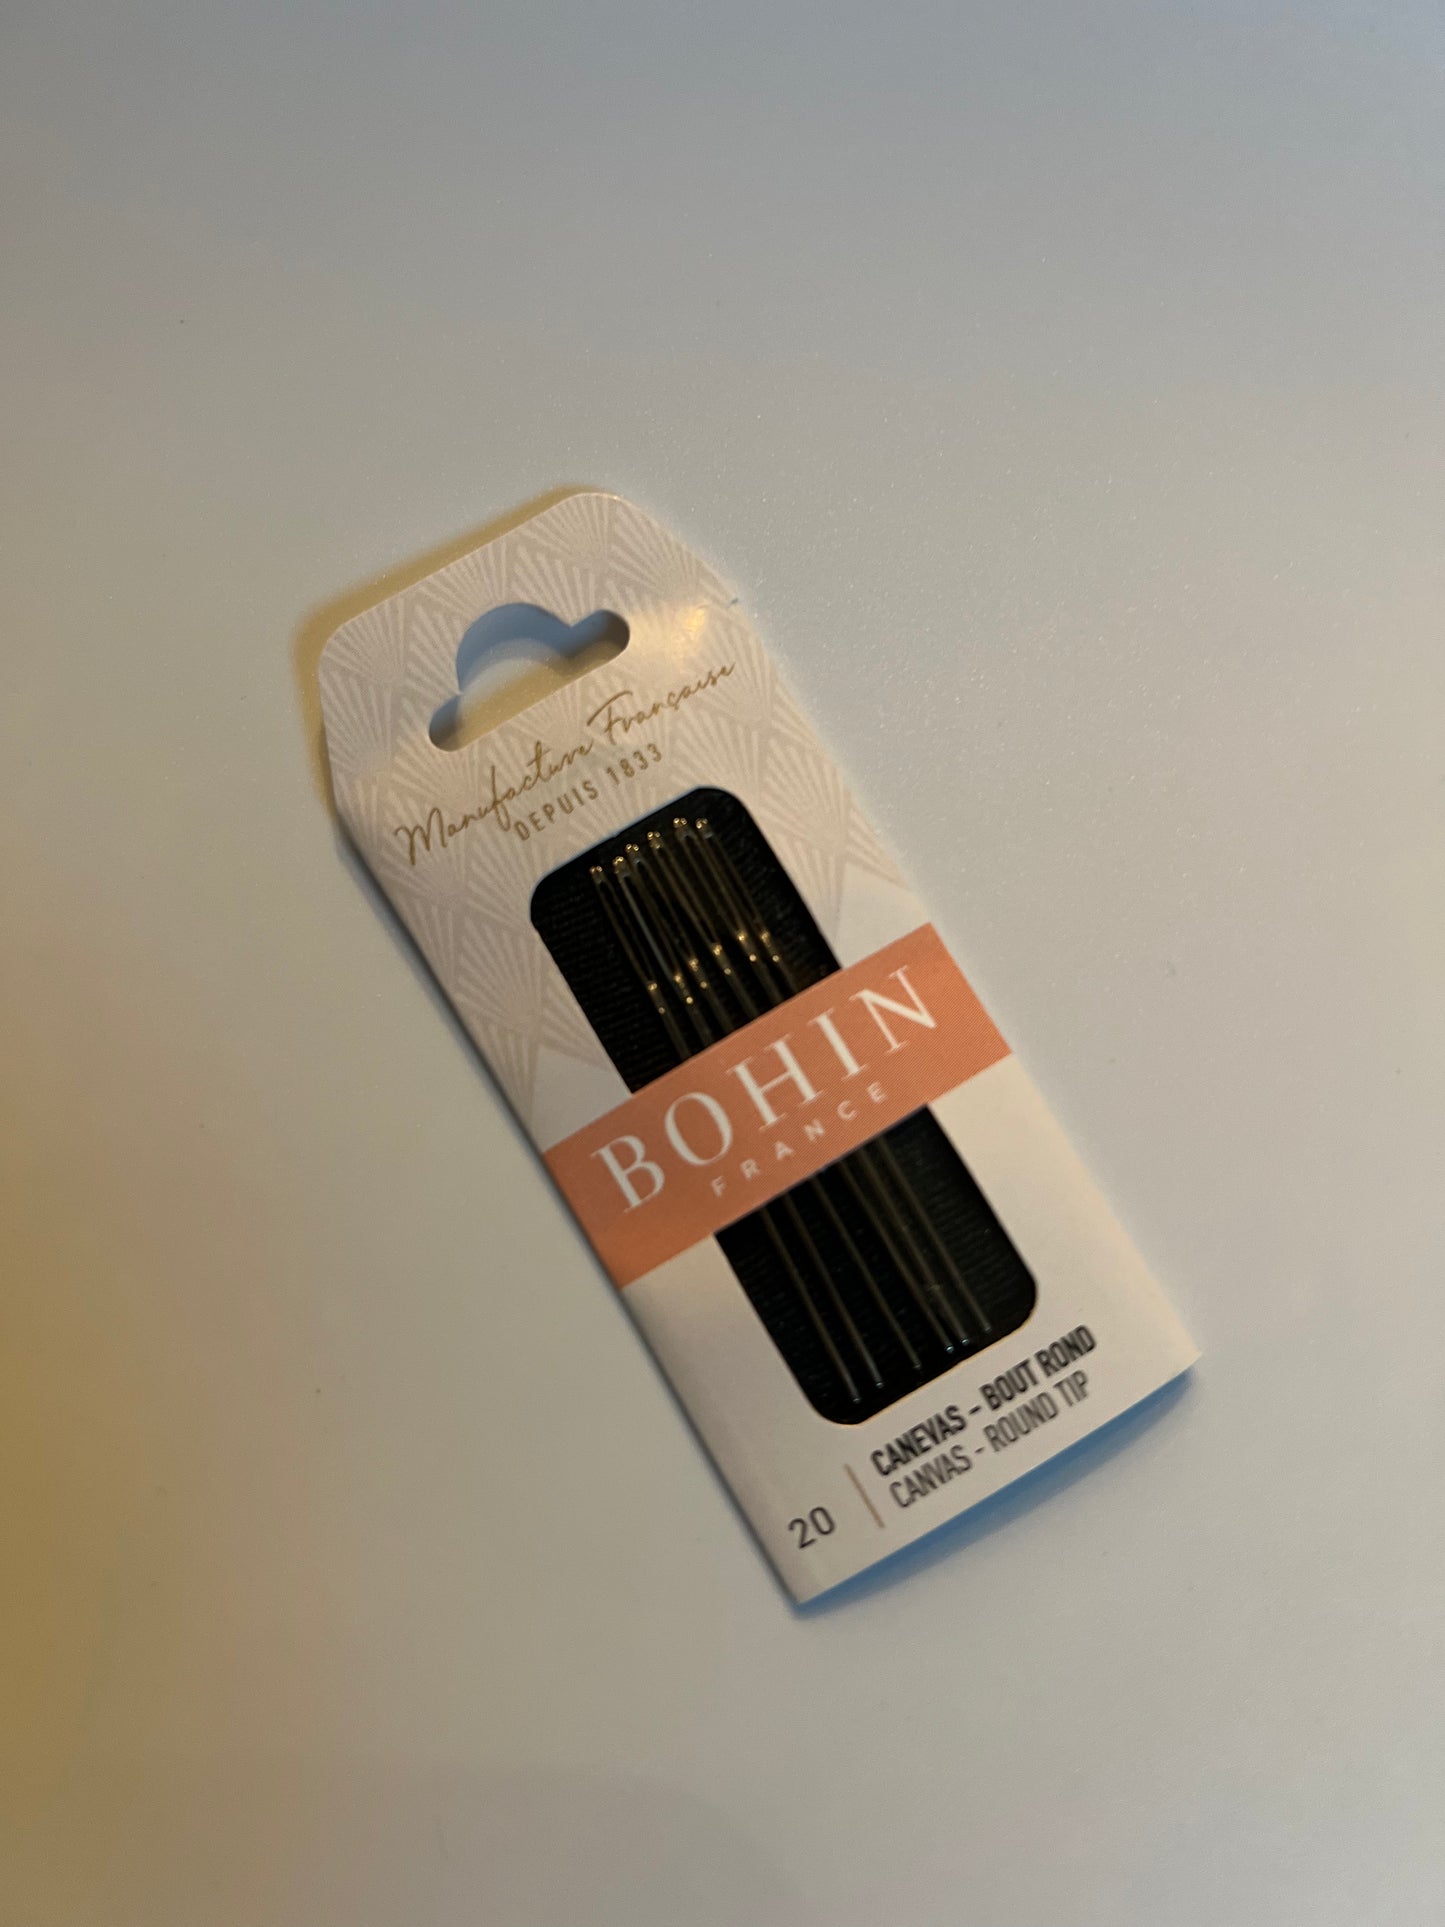 Manufacture Française
DEPUIS 1833
BOHIN
FRANCE
20
CANEVAS - BOUT ROND
CANVAS - ROUND TIP